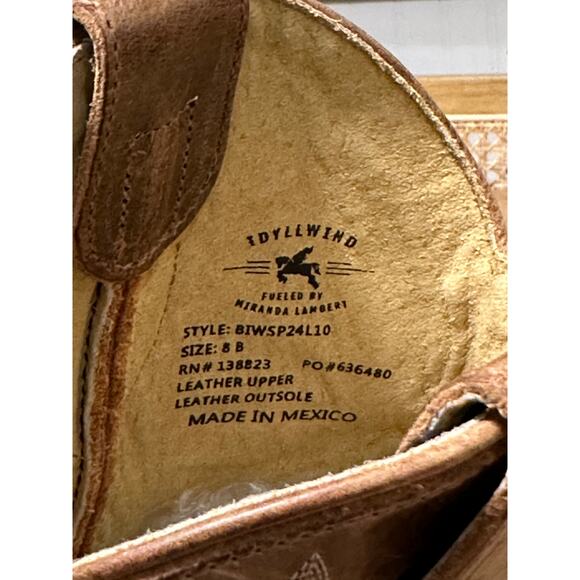 IDYLLWIND
FUELED BY
MIRANDA LAMBERT
STYLE: BIWSP24L10
SIZE: 8 B
RN# 138823 PO#636480
LEATHER UPPER
LEATHER OUTSOLE
MADE IN MEXICO